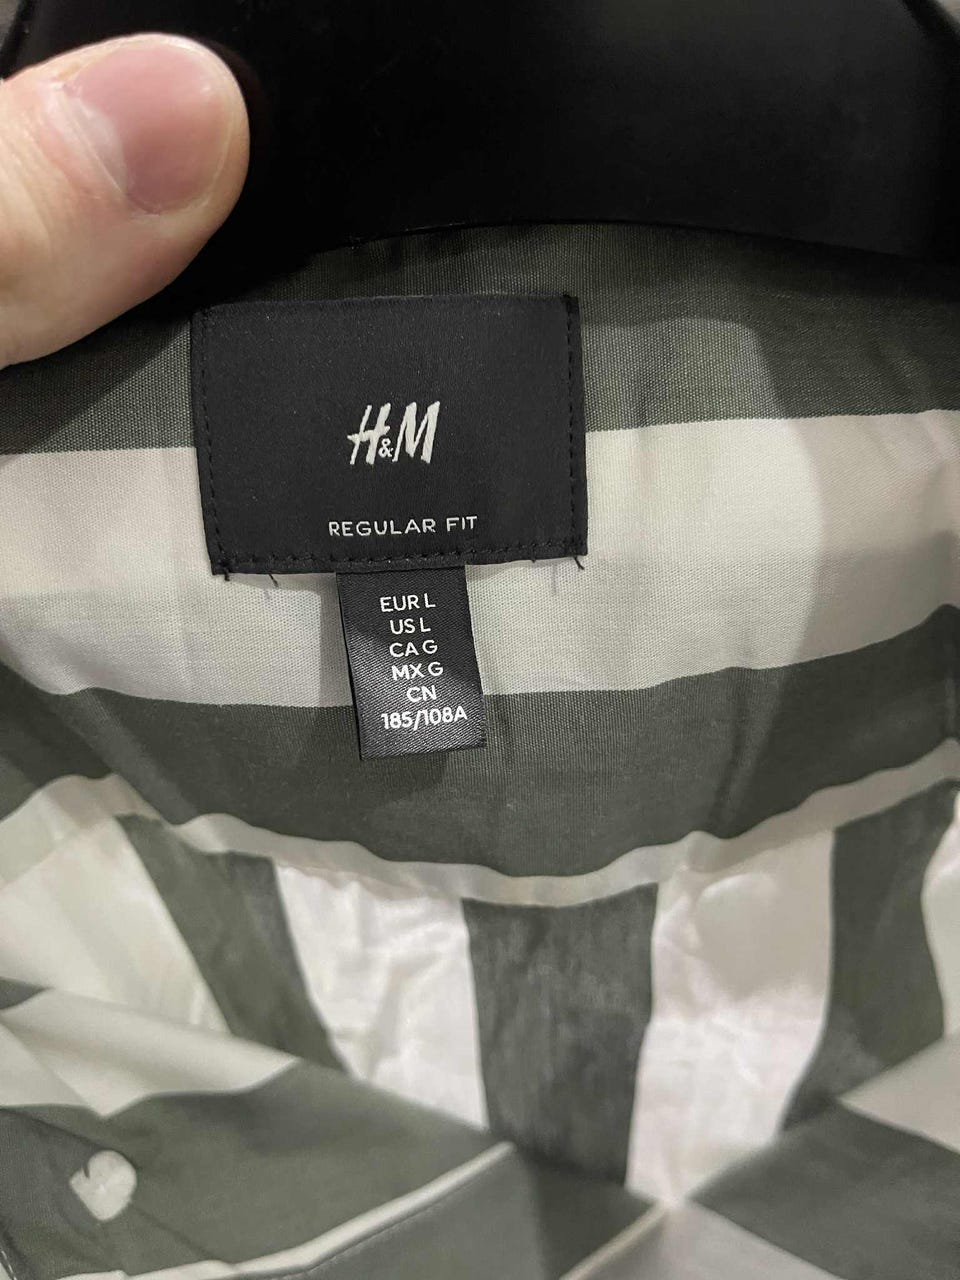 H&M
REGULAR FIT
EUR L
US L
CA G
MX G
CN
185/108A